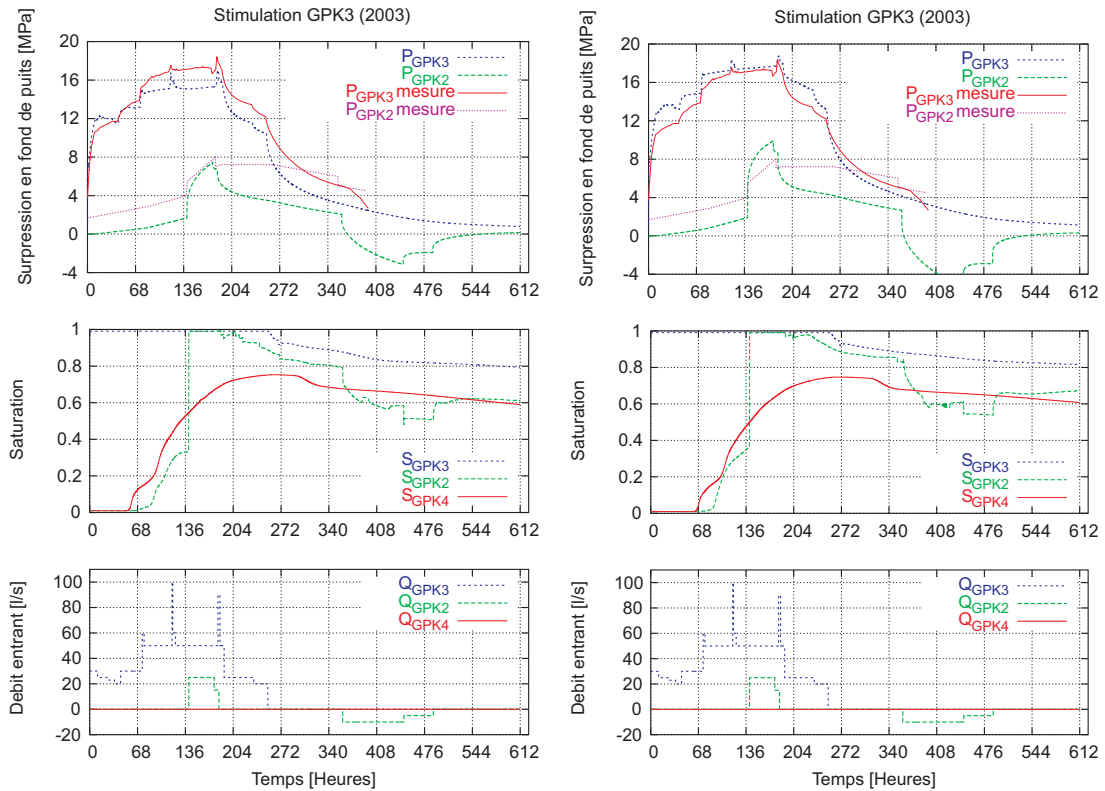 Stimulation GPK3 (2003)
Surpression en fond de puits [MPa]
20
16
12
8
4
0
-4
P GPK3
P GPK2
P GPK3 mesure
P GPK2 mesure
0 68 136 204 272 340 408 476 544 612
Saturation
1
0.8
0.6
0.4
0.2
0
S GPK3
S GPK2
S GPK4
0 68 136 204 272 340 408 476 544 612
Debit entrant [l/s]
100
80
60
40
20
0
-20
Q GPK3
Q GPK2
Q GPK4
0 68 136 204 272 340 408 476 544 612
Temps [Heures]
Stimulation GPK3 (2003)
Surpression en fond de puits [MPa]
20
16
12
8
4
0
-4
P GPK3
P GPK2
P GPK3 mesure
P GPK2 mesure
0 68 136 204 272 340 408 476 544 612
Saturation
1
0.8
0.6
0.4
0.2
0
S GPK3
S GPK2
S GPK4
0 68 136 204 272 340 408 476 544 612
Debit entrant [l/s]
100
80
60
40
20
0
-20
Q GPK3
Q GPK2
Q GPK4
0 68 136 204 272 340 408 476 544 612
Temps [Heures]